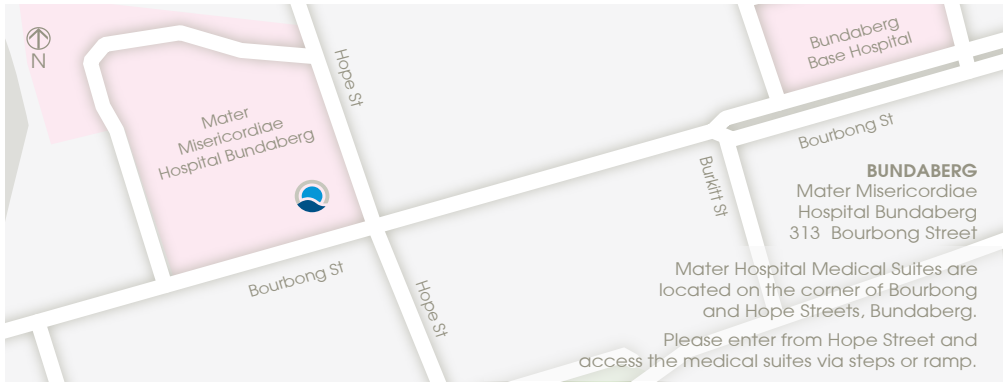 N
Hope St
Mater
Misericordiae
Hospital Bundaberg
Bourbong St
Hope St
Bundaberg
Base Hospital
Bourbong St
Burkitt St
BUNDABERG
Mater Misericordiae
Hospital Bundaberg
313 Bourbong Street
Mater Hospital Medical Suites are
located on the corner of Bourbong
and Hope Streets, Bundaberg.
Please enter from Hope Street and
access the medical suites via steps or ramp.